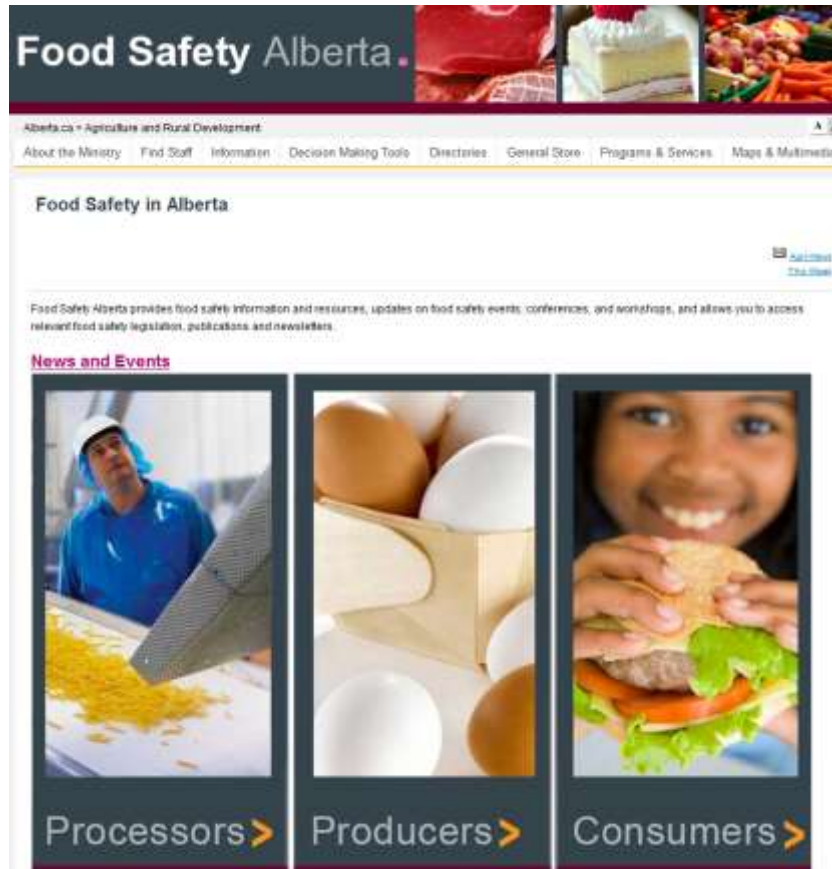 Food Safety Alberta.
Alberta.ca > Agriculture and Rural Development
A
About the Ministry Find Staff Information Decision Making Tools Directories General Store Programs & Services Maps & Multimedia
Food Safety in Alberta
This Week
Food Safety Alberta provides food safety information and resources, updates on food safety events, conferences, and workshops, and allows you to access
relevant food safety legislation, publications and newsletters.
News and Events
Processors>
Producers>
Consumers>